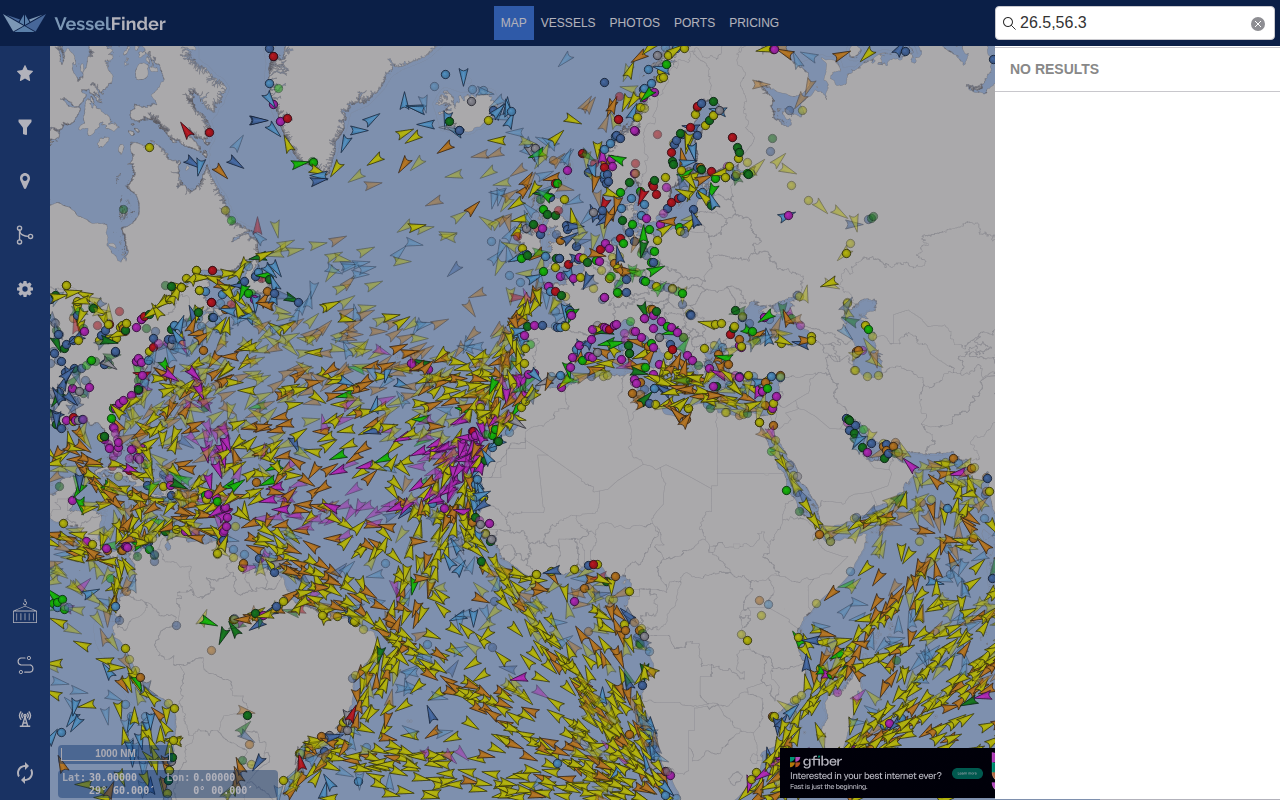 VesselFinder
MAP VESSELS PHOTOS PORTS PRICING
26.5,56.3
NO RESULTS
1000 NM
Lat: 30.00000 Lon: 0.00000
29° 60.000' 0° 00.000'
gfiber
Interested in your best internet ever?
Fast is just the beginning.